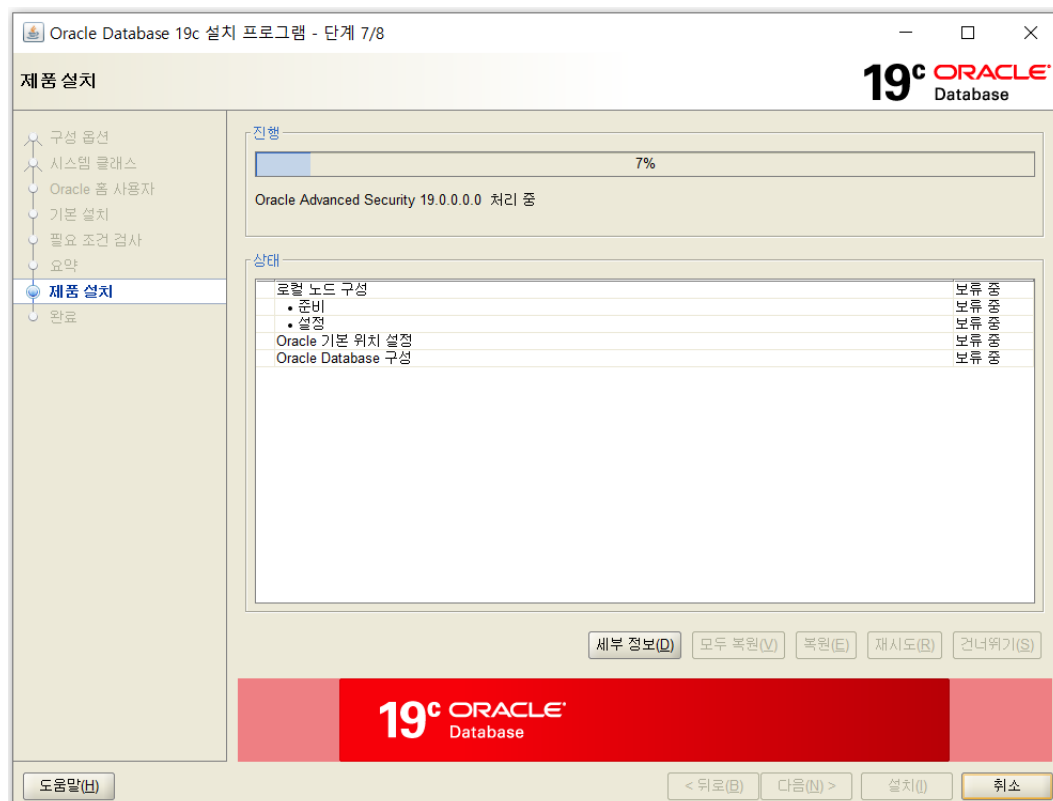 Oracle Database 19c 설치 프로그램 - 단계 7/8
제품 설치
19c ORACLE Database
구성 옵션
시스템 클래스
Oracle 홈 사용자
기본 설치
필요 조건 검사
요약
제품 설치
완료
진행
7%
Oracle Advanced Security 19.0.0.0.0 처리 중
상태
로컬 노드 구성 보류 중
• 준비 보류 중
• 설정 보류 중
Oracle 기본 위치 설정 보류 중
Oracle Database 구성 보류 중
세부 정보(D) 모두 복원(V) 복원(E) 재시도(R) 건너뛰기(S)
19c ORACLE Database
도움말(H) < 뒤로(B) 다음(N) > 설치(I) 취소